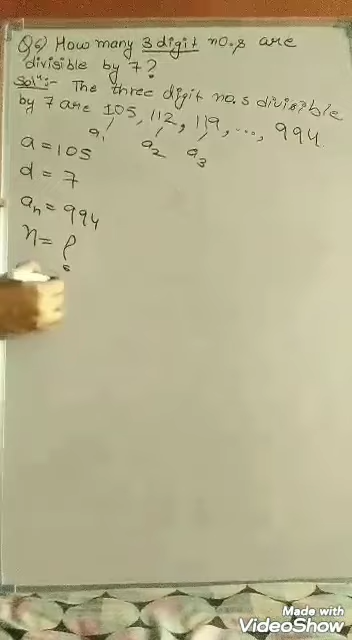 Q6) How many 3 digit no.s are
divisible by 7?
Solⁿ:- The three digit no.s divisible
by 7 are 105, 112, 119, ..., 994
a₁ a₂ a₃
a = 105
d = 7
aₙ = 994
n = ?
Made with
VideoShow